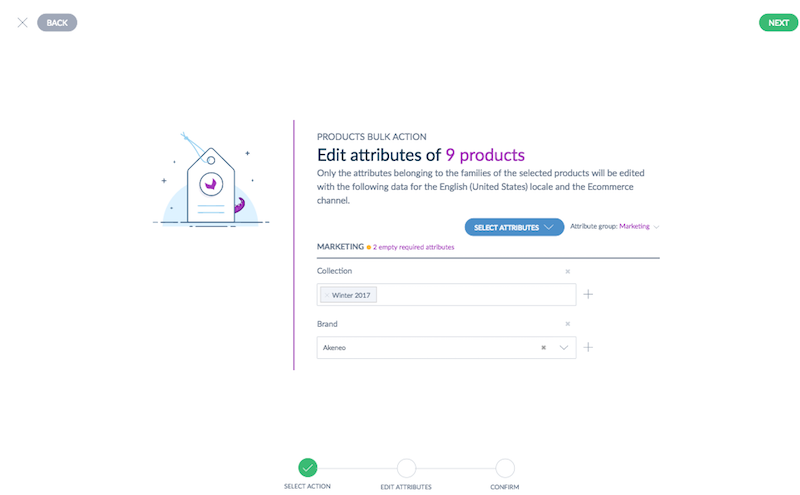 BACK
NEXT
PRODUCTS BULK ACTION
Edit attributes of 9 products
Only the attributes belonging to the families of the selected products will be edited
with the following data for the English (United States) locale and the Ecommerce
channel.
SELECT ATTRIBUTES
Attribute group: Marketing
MARKETING 2 empty required attributes
Collection
Winter 2017
Brand
Akeneo
SELECT ACTION
EDIT ATTRIBUTES
CONFIRM